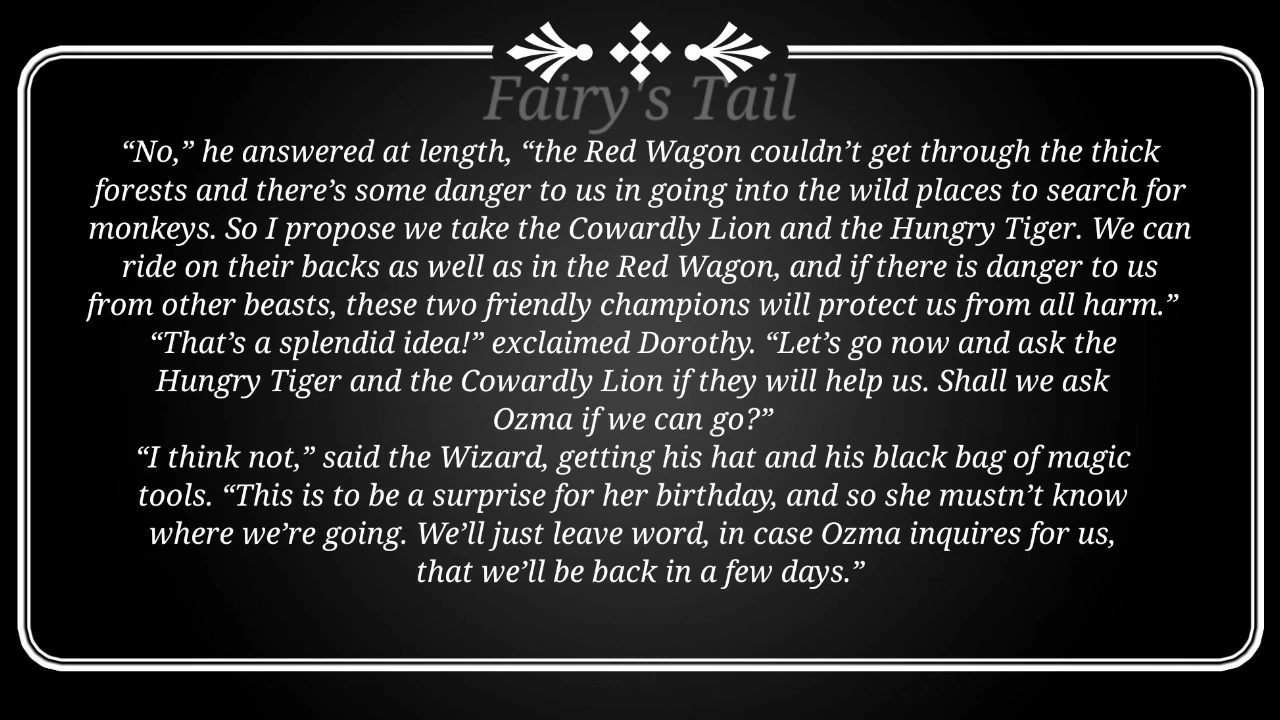 Fairy's Tail
“No,” he answered at length, “the Red Wagon couldn’t get through the thick
forests and there’s some danger to us in going into the wild places to search for
monkeys. So I propose we take the Cowardly Lion and the Hungry Tiger. We can
ride on their backs as well as in the Red Wagon, and if there is danger to us
from other beasts, these two friendly champions will protect us from all harm.”
“That’s a splendid idea!” exclaimed Dorothy. “Let’s go now and ask the
Hungry Tiger and the Cowardly Lion if they will help us. Shall we ask
Ozma if we can go?”
“I think not,” said the Wizard, getting his hat and his black bag of magic
tools. “This is to be a surprise for her birthday, and so she mustn’t know
where we’re going. We’ll just leave word, in case Ozma inquires for us,
that we’ll be back in a few days.”